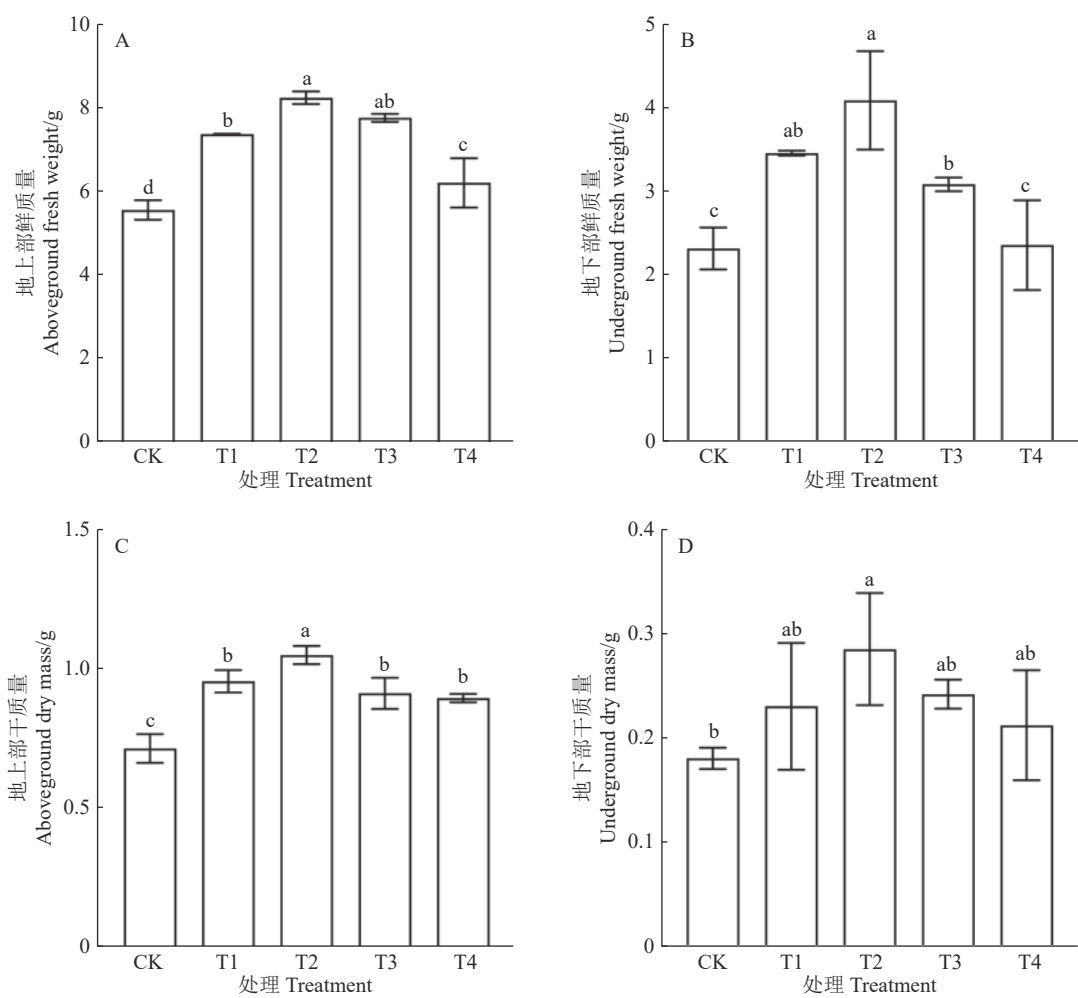 A
地上部鲜质量
Aboveground fresh weight/g
10
8
6
4
2
0
d
b
a
ab
c
CK T1 T2 T3 T4
处理 Treatment
B
地下部鲜质量
Underground fresh weight/g
5
4
3
2
1
0
c
ab
a
b
c
CK T1 T2 T3 T4
处理 Treatment
C
地上部干质量
Aboveground dry mass/g
1.5
1.0
0.5
0
c
b
a
b
b
CK T1 T2 T3 T4
处理 Treatment
D
地下部干质量
Underground dry mass/g
0.4
0.3
0.2
0.1
0
b
ab
a
ab
ab
CK T1 T2 T3 T4
处理 Treatment